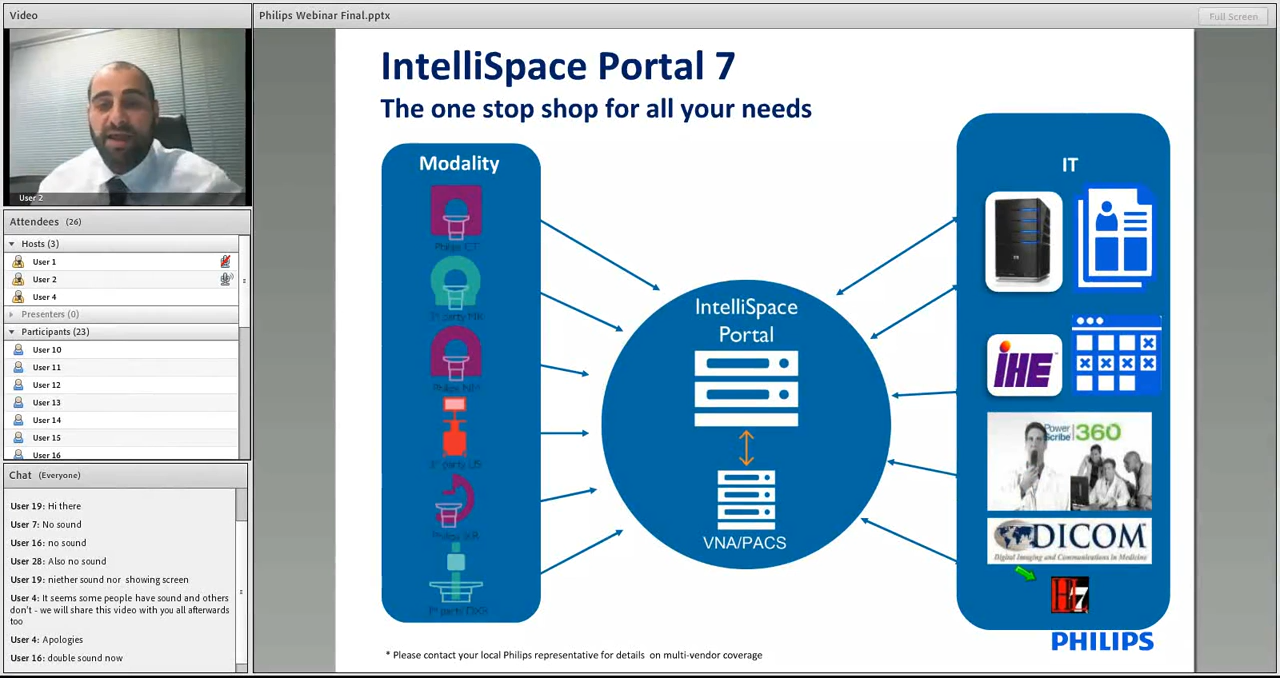 Video
Philips Webinar Final.pptx
Full Screen
User 2
Attendees (26)
Hosts (3)
User 1
User 2
User 4
Presenters (0)
Participants (23)
User 10
User 11
User 12
User 13
User 14
User 15
User 16
Chat (Everyone)
User 19: Hi there
User 7: No sound
User 16: no sound
User 28: Also no sound
User 19: niether sound nor showing screen
User 4: It seems some people have sound and others
don't - we will share this video with you all afterwards
too
User 4: Apologies
User 16: double sound now
IntelliSpace Portal 7
The one stop shop for all your needs
Modality
Philips CT
IntelliSpace
Portal
VNA/PACS
IT
IHE
Power
Scribe 360
DICOM
Digital Imaging and Communications in Medicine
HL7
PHILIPS
* Please contact your local Philips representative for details on multi-vendor coverage